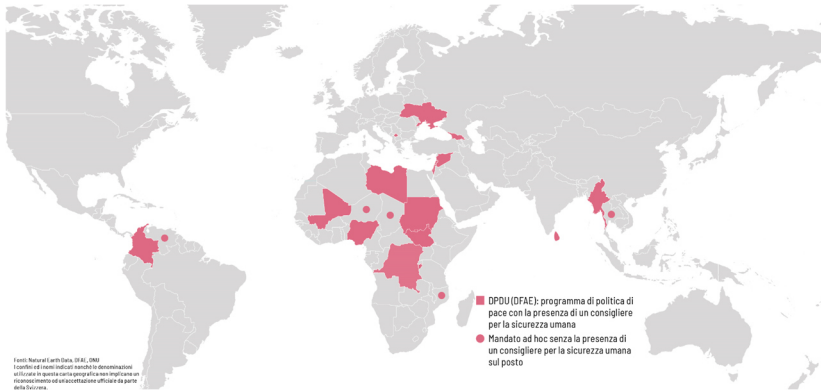 DPDU (DFAE): programma di politica di
pace con la presenza di un consigliere
per la sicurezza umana
Mandato ad hoc senza la presenza di
un consigliere per la sicurezza umana
sul posto
Fonti: Natural Earth Data, DFAE, ONU
I confini ed i nomi indicati nonché le denominazioni
utilizzate in questa carta geografica non implicano un
riconoscimento od un'accettazione ufficiale da parte
della Svizzera.